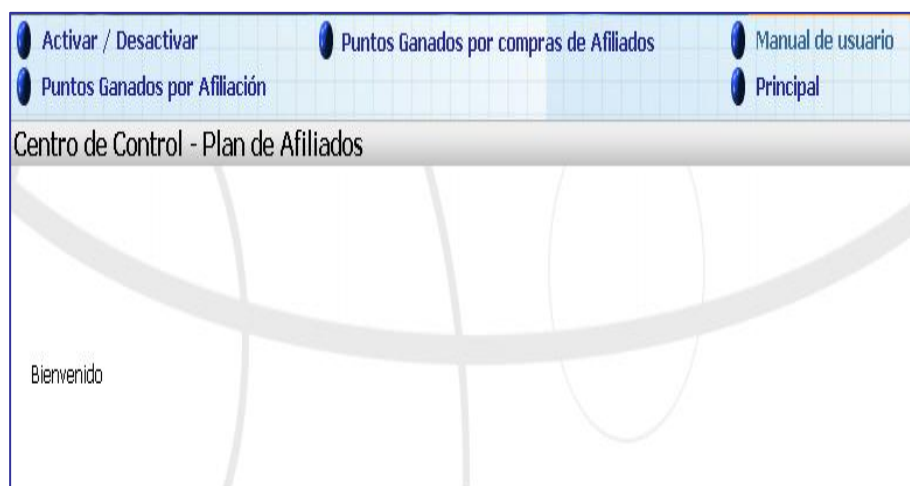 Activar / Desactivar
Puntos Ganados por compras de Afiliados
Manual de usuario
Puntos Ganados por Afiliación
Principal
Centro de Control - Plan de Afiliados
Bienvenido